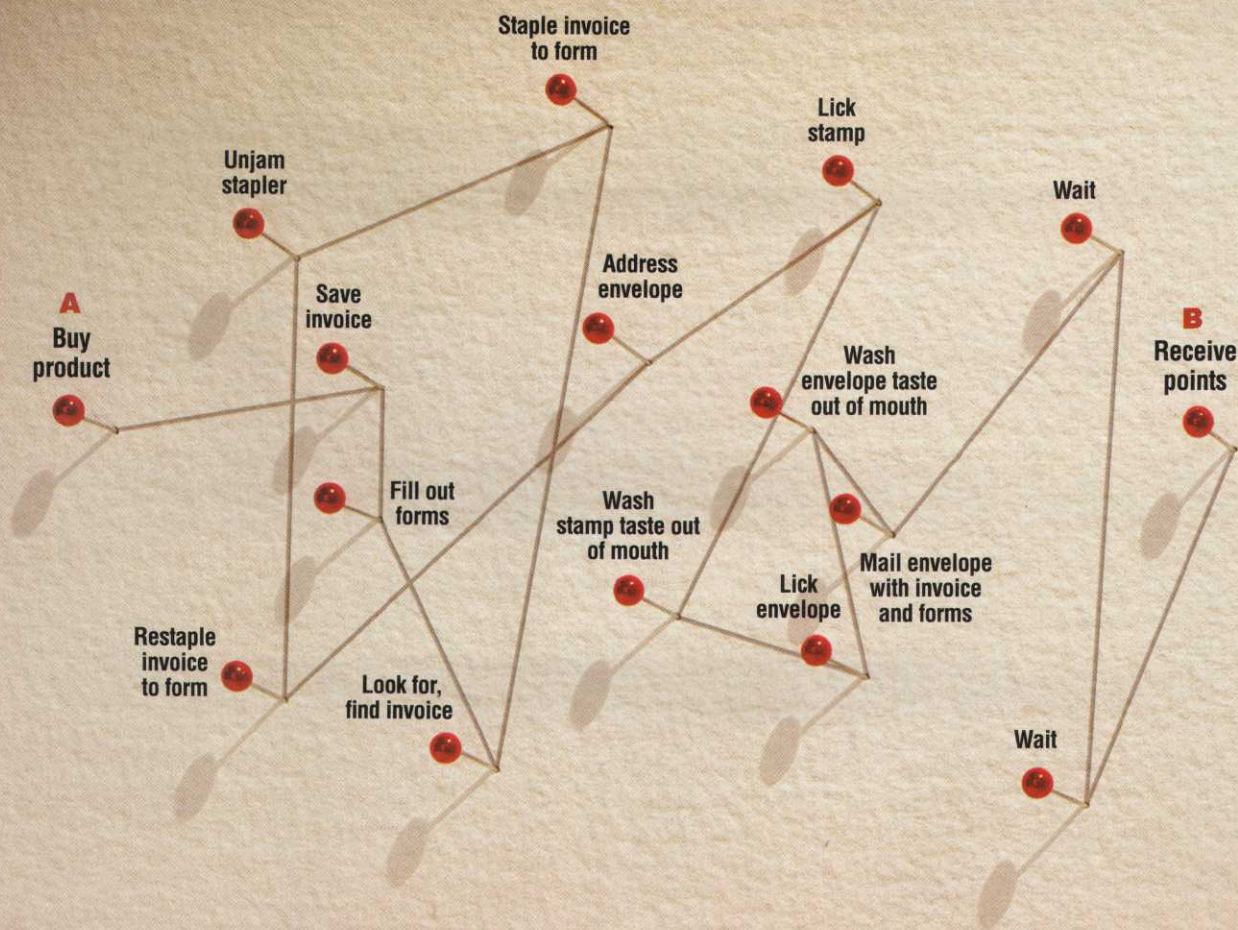 Staple invoice
to form
Lick
stamp
Unjam
stapler
Wait
Address
envelope
Save
invoice
A
Buy
product
B
Receive
points
Wash
envelope taste
out of mouth
Fill out
forms
Wash
stamp taste out
of mouth
Mail envelope
with invoice
and forms
Lick
envelope
Restaple
invoice
to form
Look for,
find invoice
Wait